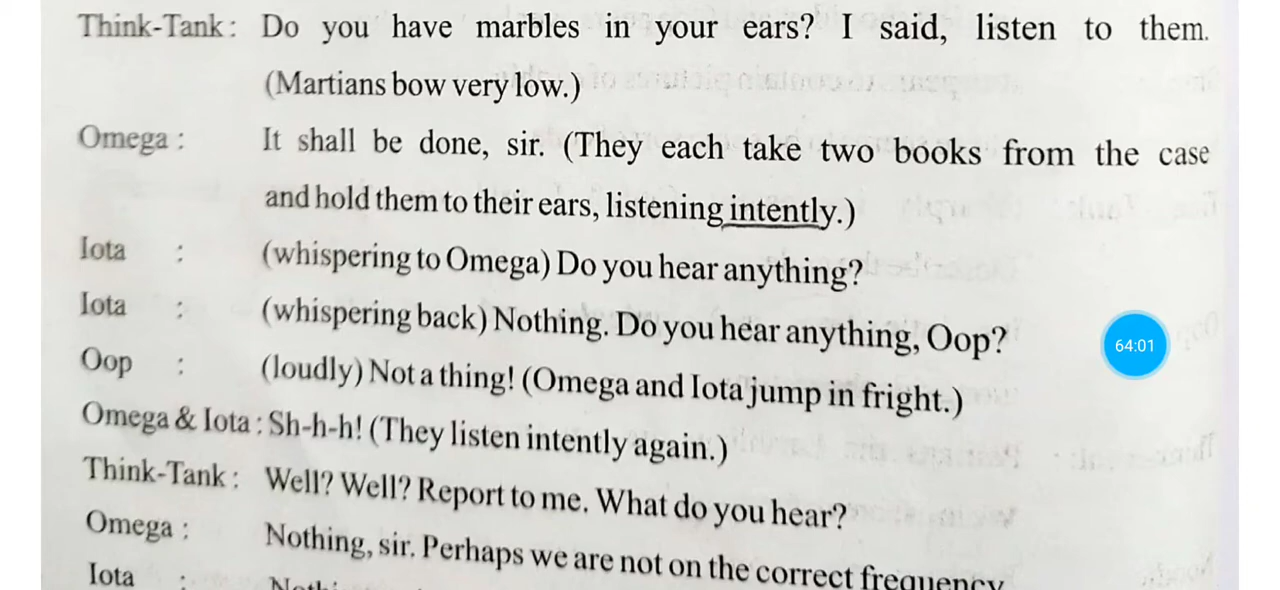 Think-Tank : Do you have marbles in your ears? I said, listen to them.
(Martians bow very low.)
Omega : It shall be done, sir. (They each take two books from the case
and hold them to their ears, listening intently.)
Iota : (whispering to Omega) Do you hear anything?
Iota : (whispering back) Nothing. Do you hear anything, Oop?
Oop : (loudly) Not a thing! (Omega and Iota jump in fright.)
Omega & Iota : Sh-h-h! (They listen intently again.)
Think-Tank : Well? Well? Report to me. What do you hear?
Omega : Nothing, sir. Perhaps we are not on the correct frequency
Iota :
64:01